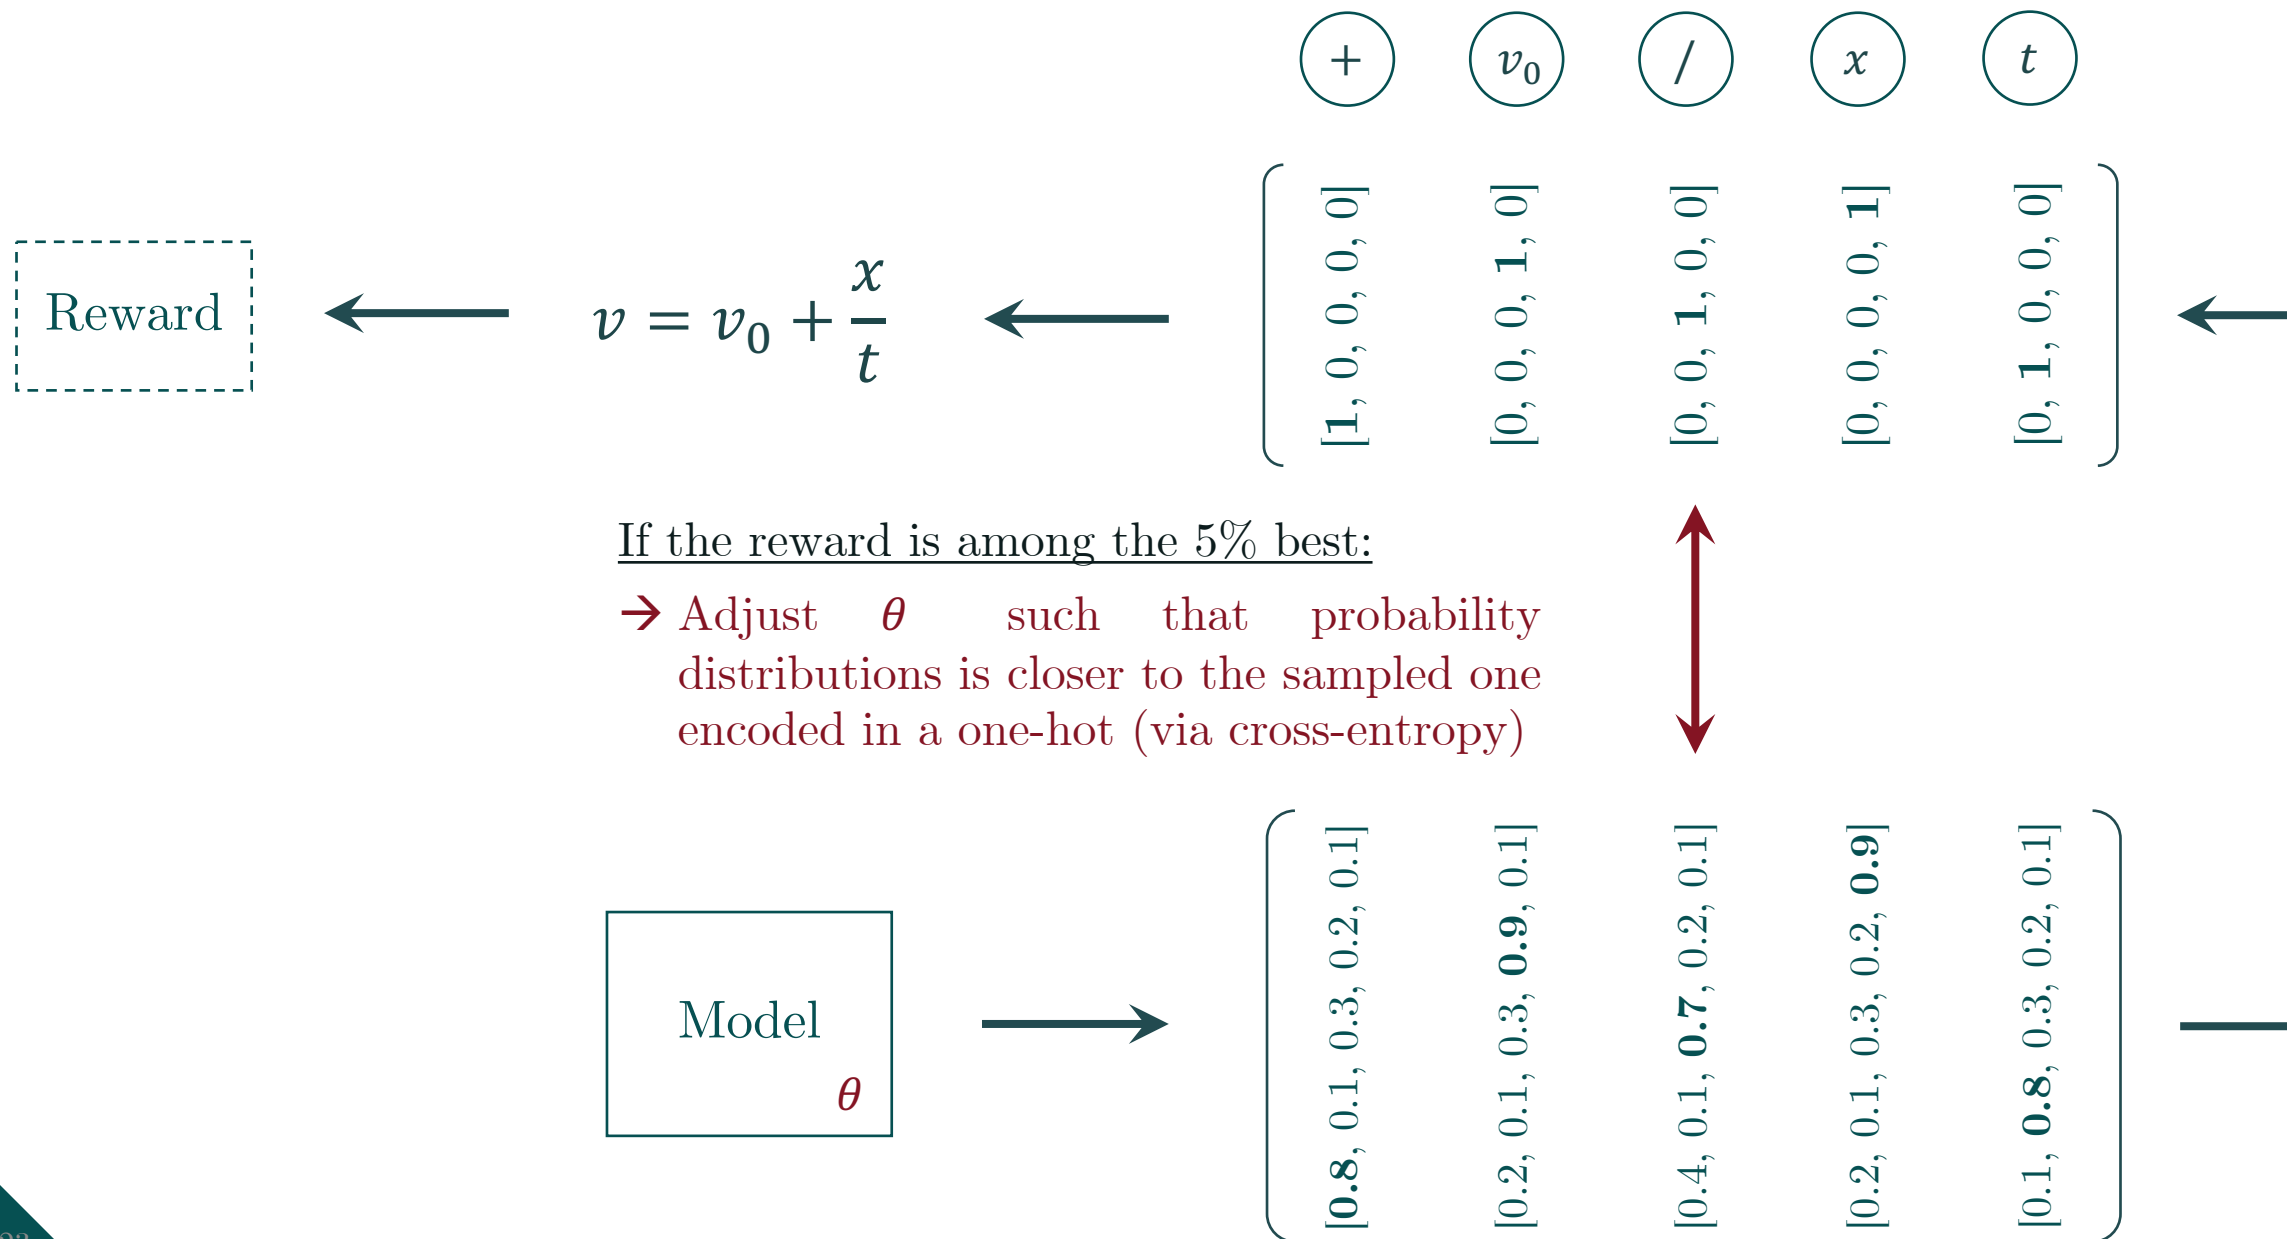 + v₀ / x t
[1, 0, 0, 0, 0] [0, 0, 0, 1, 0] [0, 0, 1, 0, 0] [0, 0, 0, 0, 1] [0, 1, 0, 0, 0]
Reward
v = v₀ + x/t
If the reward is among the 5% best:
→ Adjust θ such that probability
distributions is closer to the sampled one
encoded in a one-hot (via cross-entropy)
[0.8, 0.1, 0.3, 0.2, 0.1] [0.2, 0.1, 0.3, 0.9, 0.1] [0.4, 0.1, 0.7, 0.2, 0.1] [0.2, 0.1, 0.3, 0.2, 0.9] [0.1, 0.8, 0.3, 0.2, 0.1]
Model
θ